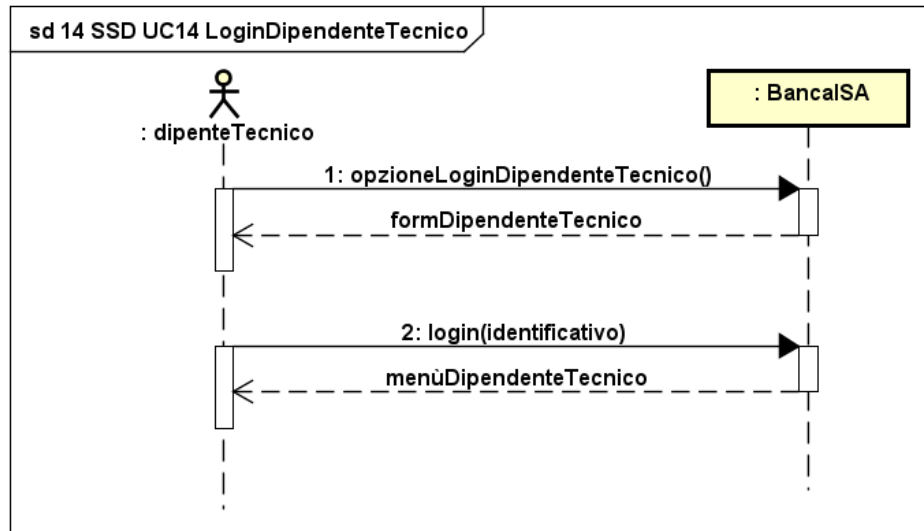 sd 14 SSD UC14 LoginDipendenteTecnico
: dipenteTecnico
: BancaISA
1: opzioneLoginDipendenteTecnico()
formDipendenteTecnico
2: login(identificativo)
menùDipendenteTecnico